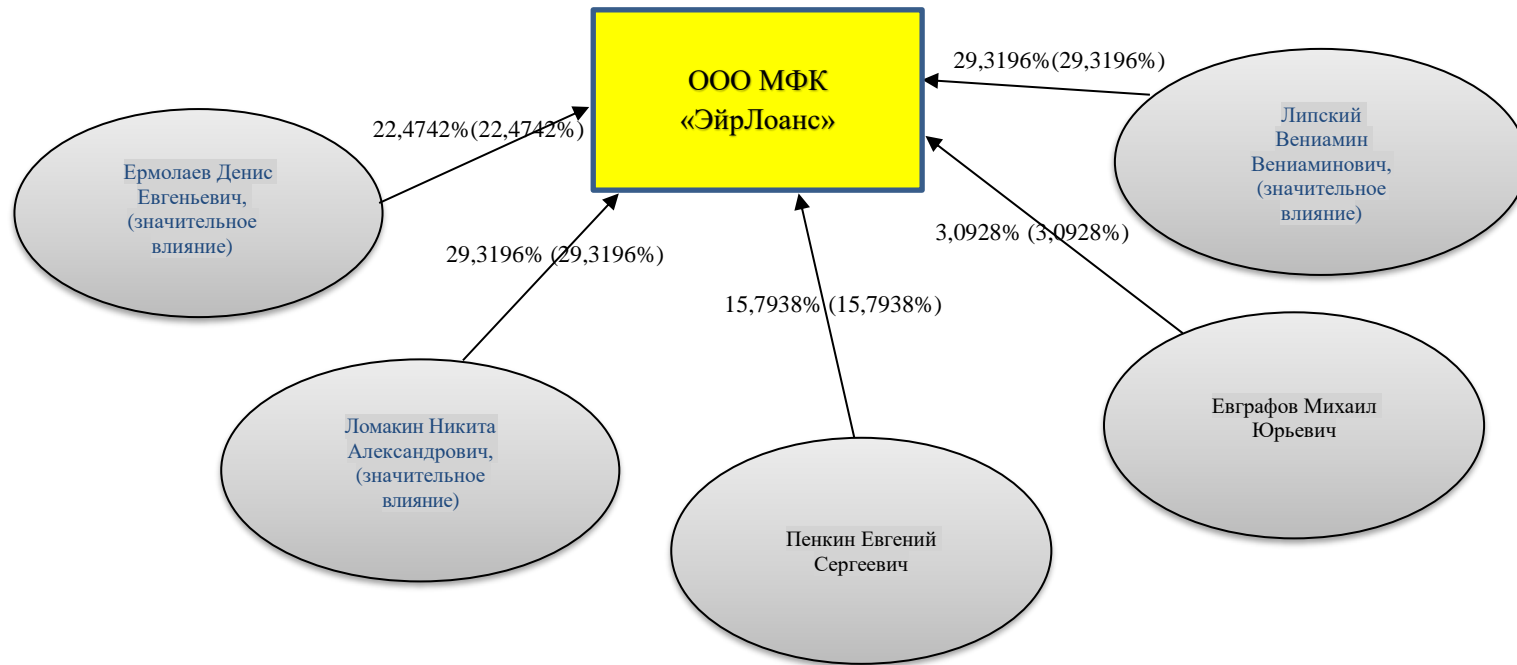 ООО МФК
«ЭйрЛоанс»
29,3196%(29,3196%)
Липский
Вениамин
Вениаминович,
(значительное
влияние)
22,4742%(22,4742%)
Ермолаев Денис
Евгеньевич,
(значительное
влияние)
29,3196% (29,3196%)
3,0928% (3,0928%)
15,7938% (15,7938%)
Ломакин Никита
Александрович,
(значительное
влияние)
Евграфов Михаил
Юрьевич
Пенкин Евгений
Сергеевич